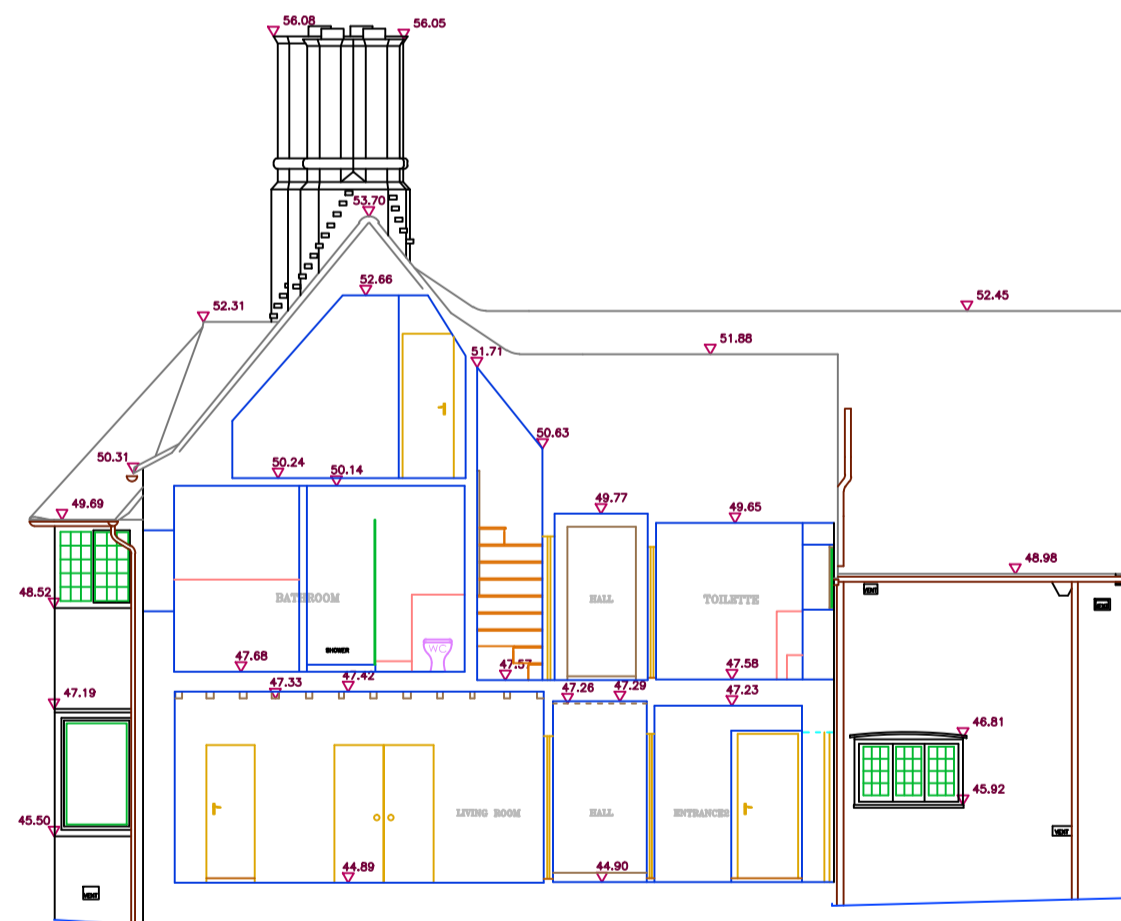 56.08 56.05
53.70
52.66
52.31 52.45
51.88
51.71
50.63
50.31 50.24 50.14
49.69 49.77 49.65
48.98
VENT VENT
48.52 BATHROOM HALL TOILETTE
SHOWER WC
47.68 47.57 47.58
47.19 47.33 47.42 47.26 47.29 47.23
46.81
45.92
45.50 LIVING ROOM HALL ENTRANCES
VENT
44.89 44.90
VENT